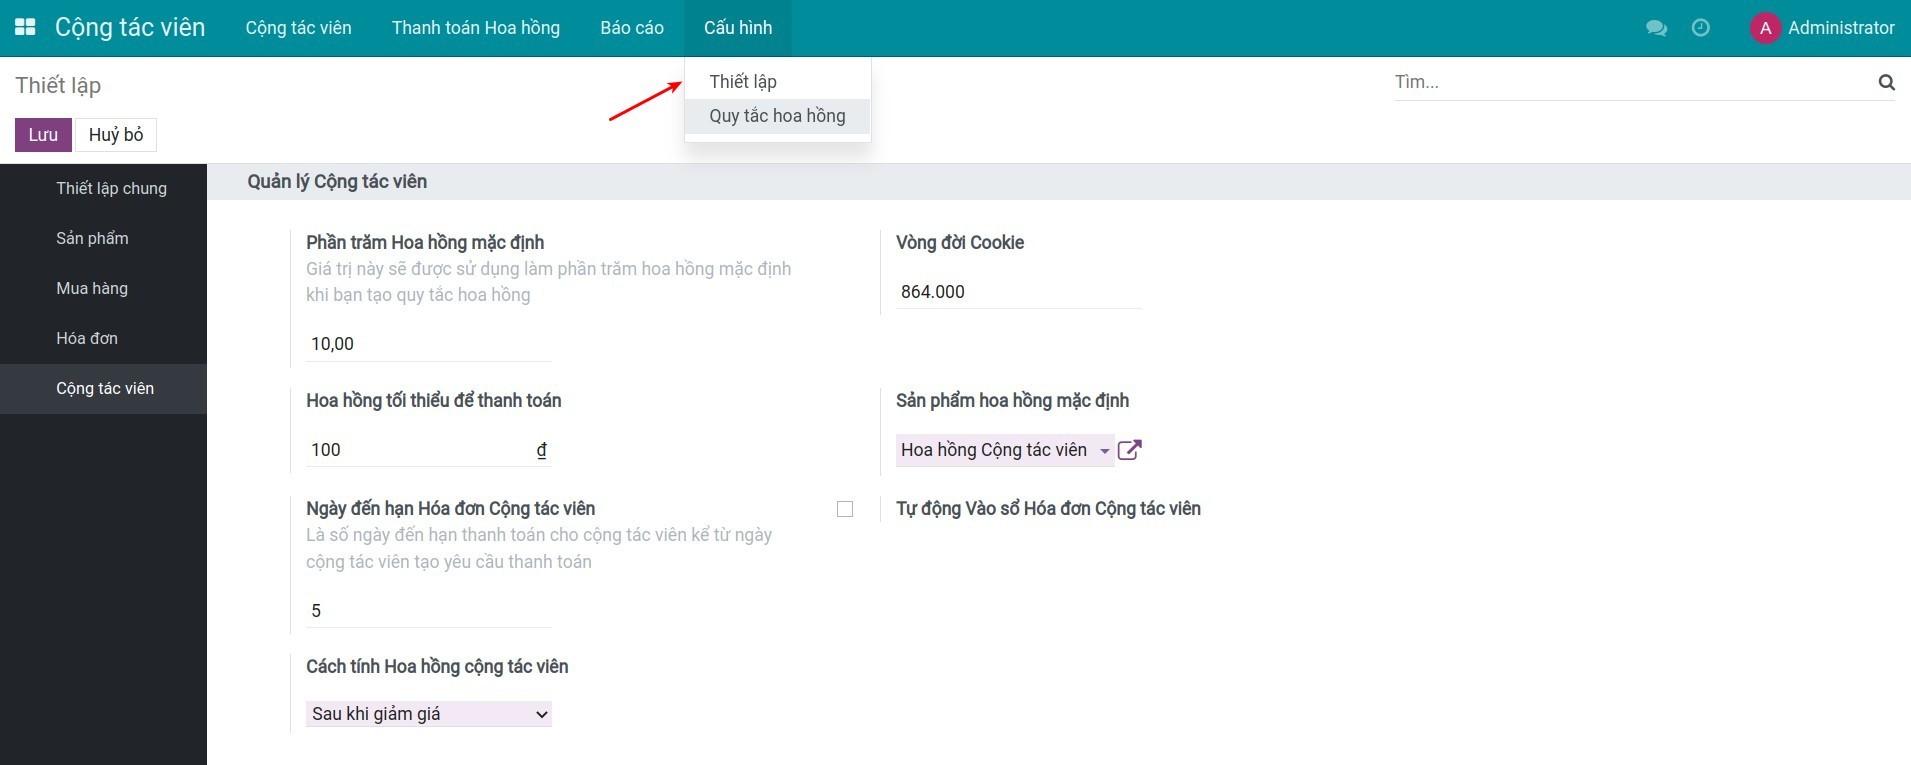 Cộng tác viên Cộng tác viên Thanh toán Hoa hồng Báo cáo Cấu hình A Administrator
Thiết lập
Thiết lập
Quy tắc hoa hồng
Tìm...
Lưu Huỷ bỏ
Thiết lập chung
Sản phẩm
Mua hàng
Hóa đơn
Cộng tác viên
Quản lý Cộng tác viên
Phần trăm Hoa hồng mặc định
Giá trị này sẽ được sử dụng làm phần trăm hoa hồng mặc định
khi bạn tạo quy tắc hoa hồng
10,00
Vòng đời Cookie
864.000
Hoa hồng tối thiểu để thanh toán
100 ₫
Sản phẩm hoa hồng mặc định
Hoa hồng Cộng tác viên
Ngày đến hạn Hóa đơn Cộng tác viên
Là số ngày đến hạn thanh toán cho cộng tác viên kể từ ngày
cộng tác viên tạo yêu cầu thanh toán
5
Tự động Vào sổ Hóa đơn Cộng tác viên
Cách tính Hoa hồng cộng tác viên
Sau khi giảm giá